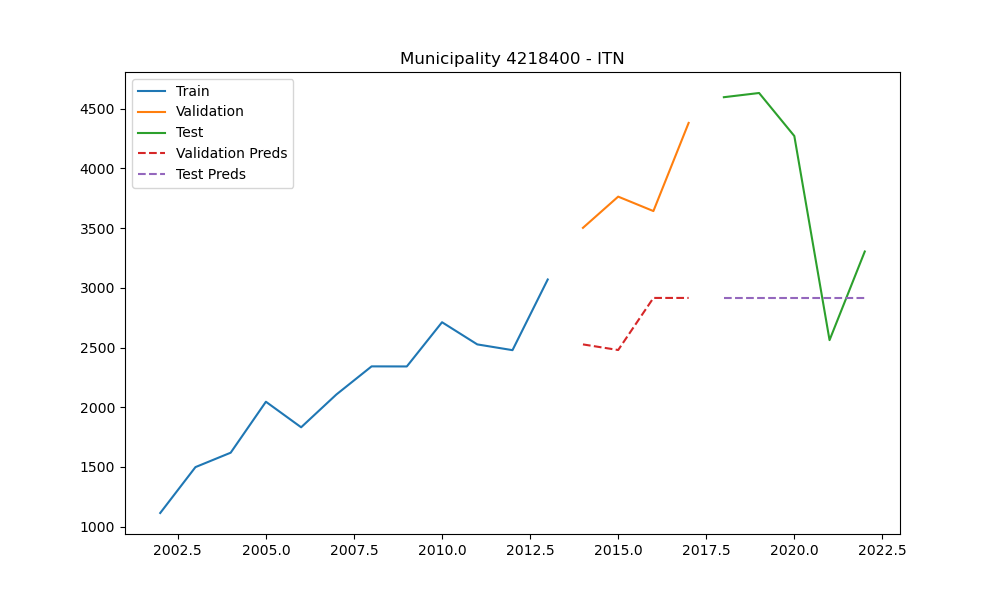 Municipality 4218400 - ITN
Train
Validation
Test
Validation Preds
Test Preds
4500
4000
3500
3000
2500
2000
1500
1000
2002.5 2005.0 2007.5 2010.0 2012.5 2015.0 2017.5 2020.0 2022.5